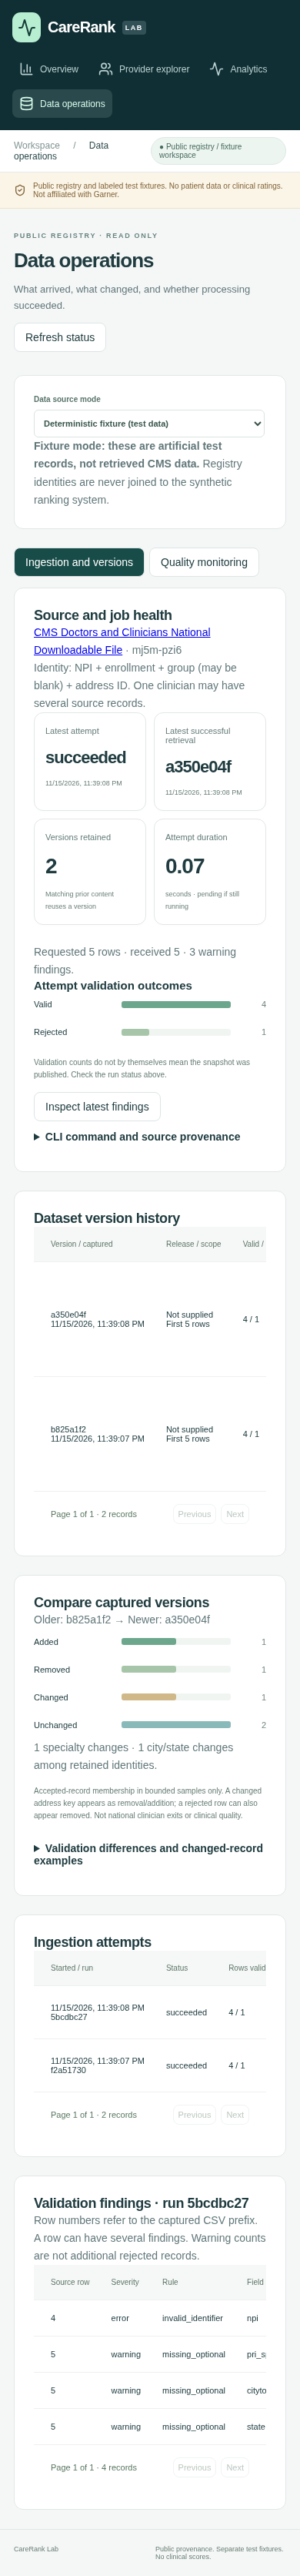 CareRank LAB
Overview
Provider explorer
Analytics
Data operations
Workspace / Data operations
● Public registry / fixture workspace
Public registry and labeled test fixtures. No patient data or clinical ratings.
Not affiliated with Garner.
PUBLIC REGISTRY · READ ONLY
Data operations
What arrived, what changed, and whether processing
succeeded.
Refresh status
Data source mode
Deterministic fixture (test data)
Fixture mode: these are artificial test
records, not retrieved CMS data. Registry
identities are never joined to the synthetic
ranking system.
Ingestion and versions
Quality monitoring
Source and job health
CMS Doctors and Clinicians National
Downloadable File · mj5m-pzi6
Identity: NPI + enrollment + group (may be
blank) + address ID. One clinician may have
several source records.
Latest attempt
succeeded
11/15/2026, 11:39:08 PM
Latest successful
retrieval
a350e04f
11/15/2026, 11:39:08 PM
Versions retained
2
Matching prior content
reuses a version
Attempt duration
0.07
seconds · pending if still
running
Requested 5 rows · received 5 · 3 warning
findings.
Attempt validation outcomes
Valid 4
Rejected 1
Validation counts do not by themselves mean the snapshot was
published. Check the run status above.
Inspect latest findings
▶ CLI command and source provenance
Dataset version history
Version / captured Release / scope Valid /
a350e04f Not supplied 4 / 1
11/15/2026, 11:39:08 PM First 5 rows
b825a1f2 Not supplied 4 / 1
11/15/2026, 11:39:07 PM First 5 rows
Page 1 of 1 · 2 records Previous Next
Compare captured versions
Older: b825a1f2 → Newer: a350e04f
Added 1
Removed 1
Changed 1
Unchanged 2
1 specialty changes · 1 city/state changes
among retained identities.
Accepted-record membership in bounded samples only. A changed
address key appears as removal/addition; a rejected row can also
appear removed. Not national clinician exits or clinical quality.
▶ Validation differences and changed-record
examples
Ingestion attempts
Started / run Status Rows valid
11/15/2026, 11:39:08 PM succeeded 4 / 1
5bcdbc27
11/15/2026, 11:39:07 PM succeeded 4 / 1
f2a51730
Page 1 of 1 · 2 records Previous Next
Validation findings · run 5bcdbc27
Row numbers refer to the captured CSV prefix.
A row can have several findings. Warning counts
are not additional rejected records.
Source row Severity Rule Field
4 error invalid_identifier npi
5 warning missing_optional pri_s
5 warning missing_optional cityto
5 warning missing_optional state
Page 1 of 1 · 4 records Previous Next
CareRank Lab
Public provenance. Separate test fixtures.
No clinical scores.